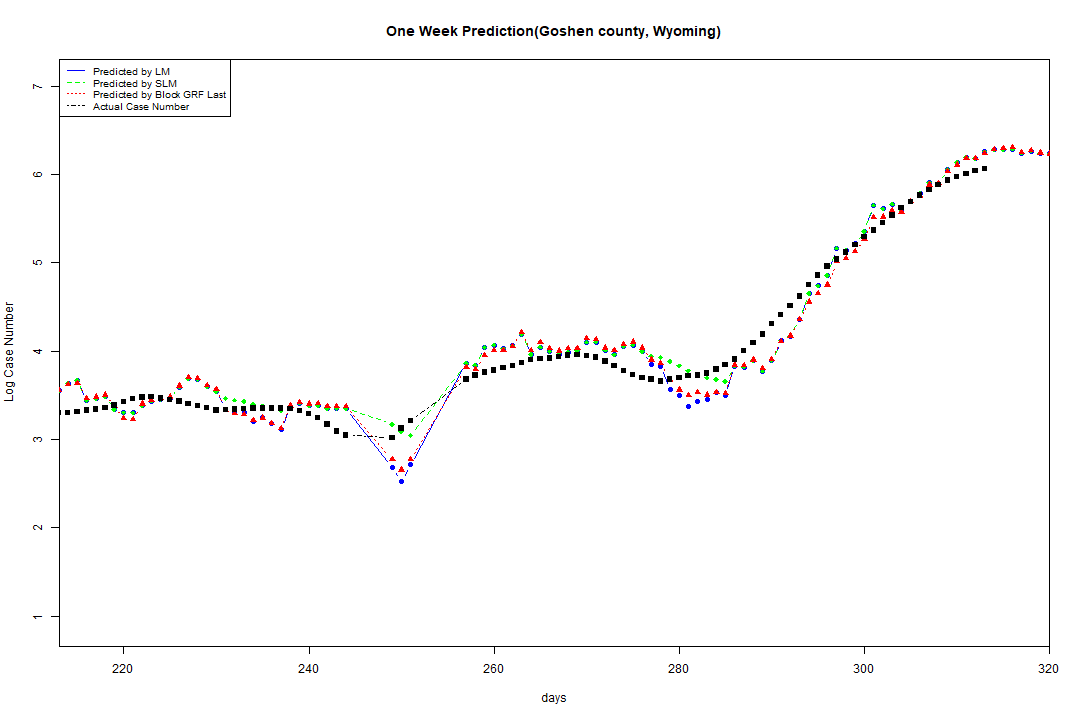 One Week Prediction(Goshen county, Wyoming)
Predicted by LM
Predicted by SLM
Predicted by Block GRF Last
Actual Case Number
7
6
5
4
3
2
1
Log Case Number
220
240
260
280
300
320
days